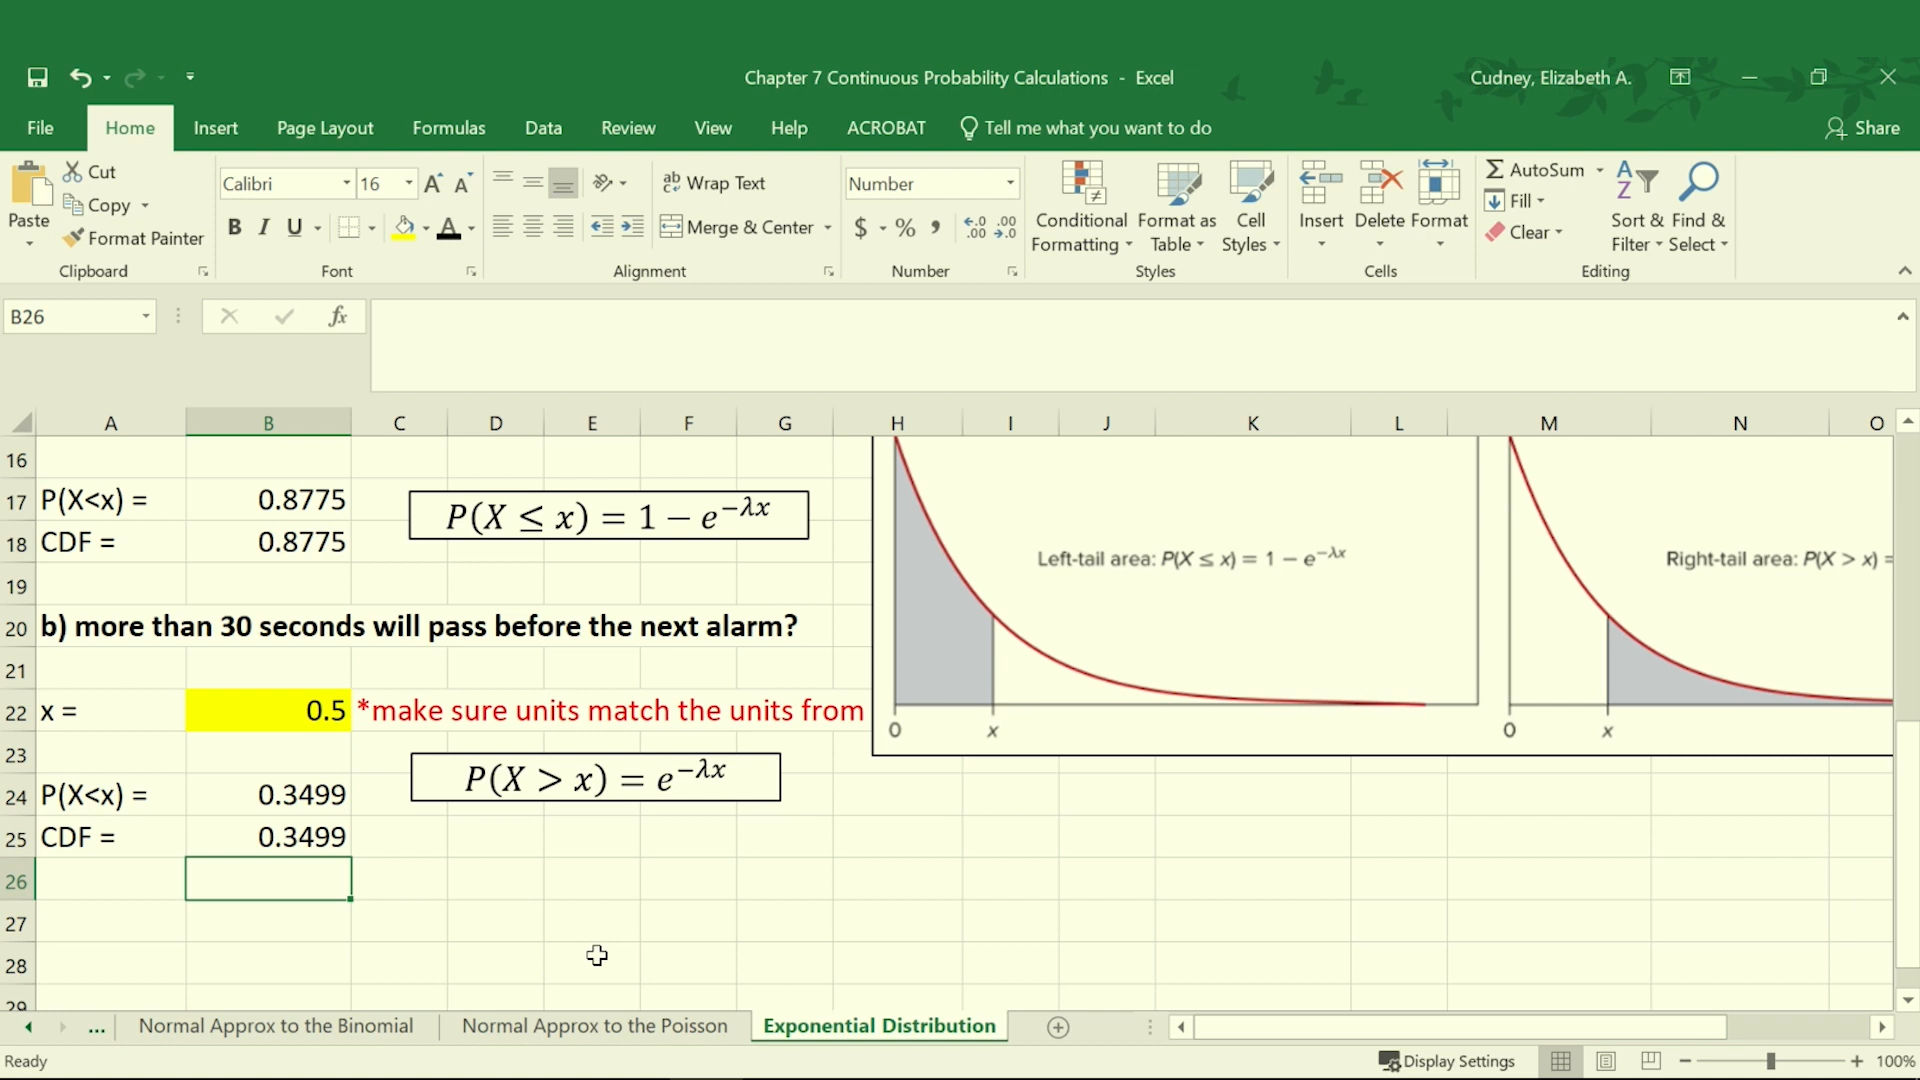 Chapter 7 Continuous Probability Calculations - Excel
Cudney, Elizabeth A.
File Home Insert Page Layout Formulas Data Review View Help ACROBAT Tell me what you want to do Share
Paste
Cut
Copy
Format Painter
Clipboard
Calibri 16 A A
B I U A
Font
ab Wrap Text
Merge & Center
Alignment
Number
$ % , .0 .00 .00 .0
Number
Conditional Formatting
Format as Table
Cell Styles
Styles
Insert Delete Format
Cells
AutoSum
Fill
Clear
Sort & Filter
Find & Select
Editing
B26 fx
A B C D E F G H I J K L M N O
16
17 P(X<x) = 0.8775
P(X ≤ x) = 1 − e^−λx
18 CDF = 0.8775
Left-tail area: P(X ≤ x) = 1 − e^−λx
Right-tail area: P(X > x) =
19
20 b) more than 30 seconds will pass before the next alarm?
21
22 x = 0.5 *make sure units match the units from
0 x
0 x
23
P(X > x) = e^−λx
24 P(X<x) = 0.3499
25 CDF = 0.3499
26
27
28
29
... Normal Approx to the Binomial Normal Approx to the Poisson Exponential Distribution
Ready Display Settings 100%